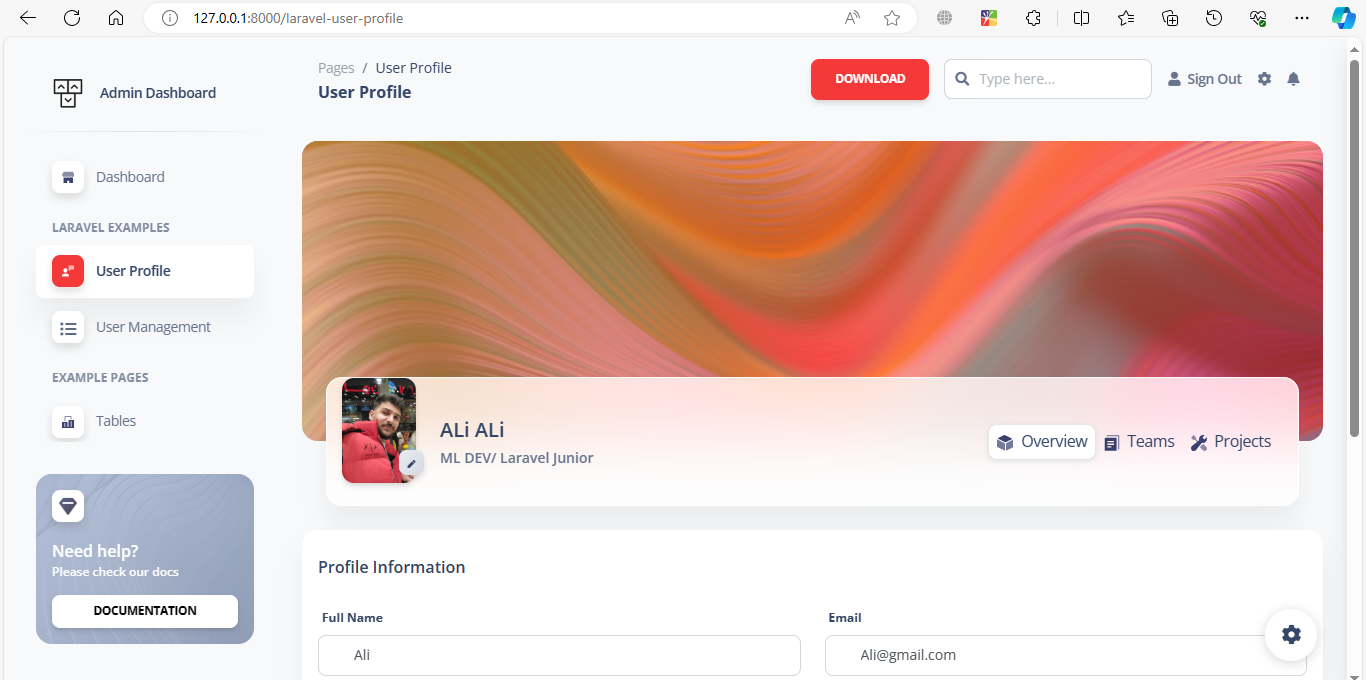 127.0.0.1:8000/laravel-user-profile
Admin Dashboard
Dashboard
LARAVEL EXAMPLES
User Profile
User Management
EXAMPLE PAGES
Tables
Need help?
Please check our docs
DOCUMENTATION
Pages / User Profile
User Profile
DOWNLOAD
Type here...
Sign Out
ALi ALi
ML DEV/ Laravel Junior
Overview
Teams
Projects
Profile Information
Full Name
Ali
Email
Ali@gmail.com